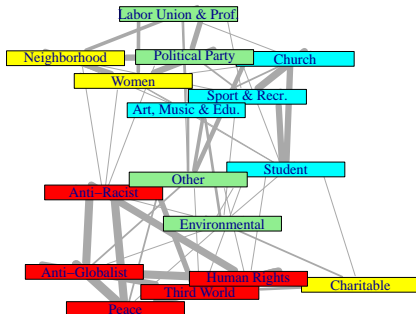 Labor Union & Prof.
Political Party
Neighborhood
Church
Women
Sport & Recr.
Art, Music & Edu.
Student
Other
Anti-Racist
Environmental
Anti-Globalist
Human Rights
Charitable
Third World
Peace